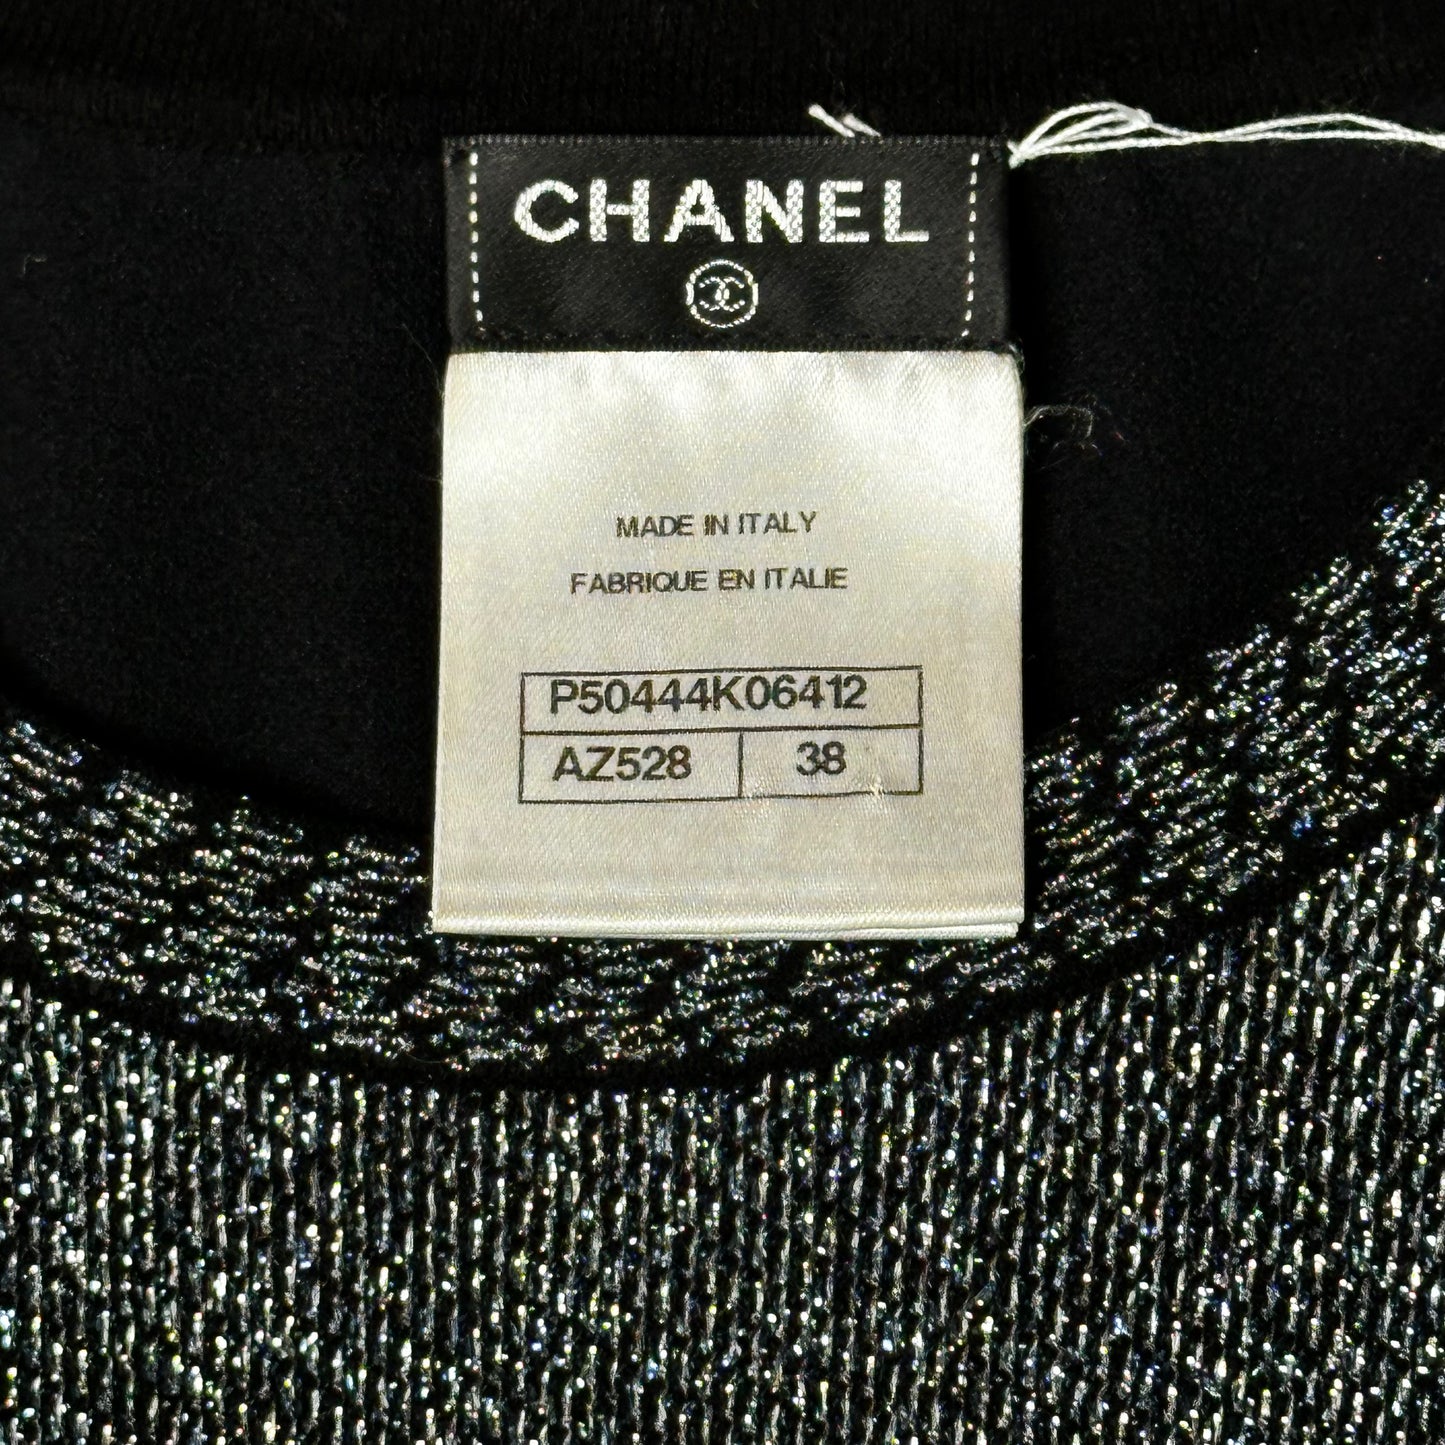 CHANEL
MADE IN ITALY
FABRIQUE EN ITALIE
P50444K06412
AZ528 38